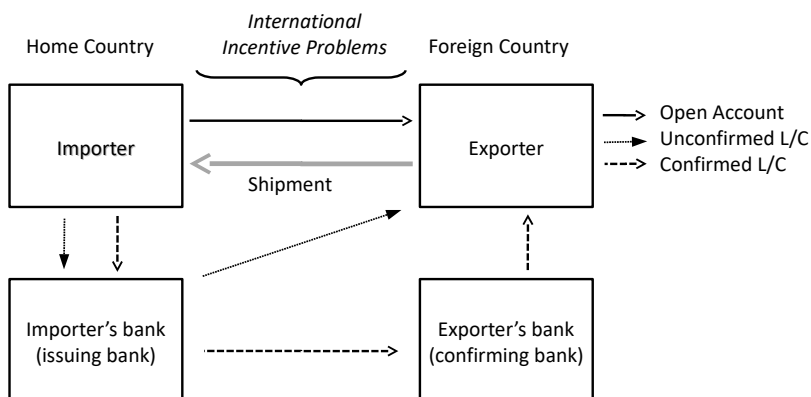 International
Incentive Problems
Home Country
Foreign Country
Importer
Exporter
Shipment
Open Account
Unconfirmed L/C
Confirmed L/C
Importer’s bank
(issuing bank)
Exporter’s bank
(confirming bank)